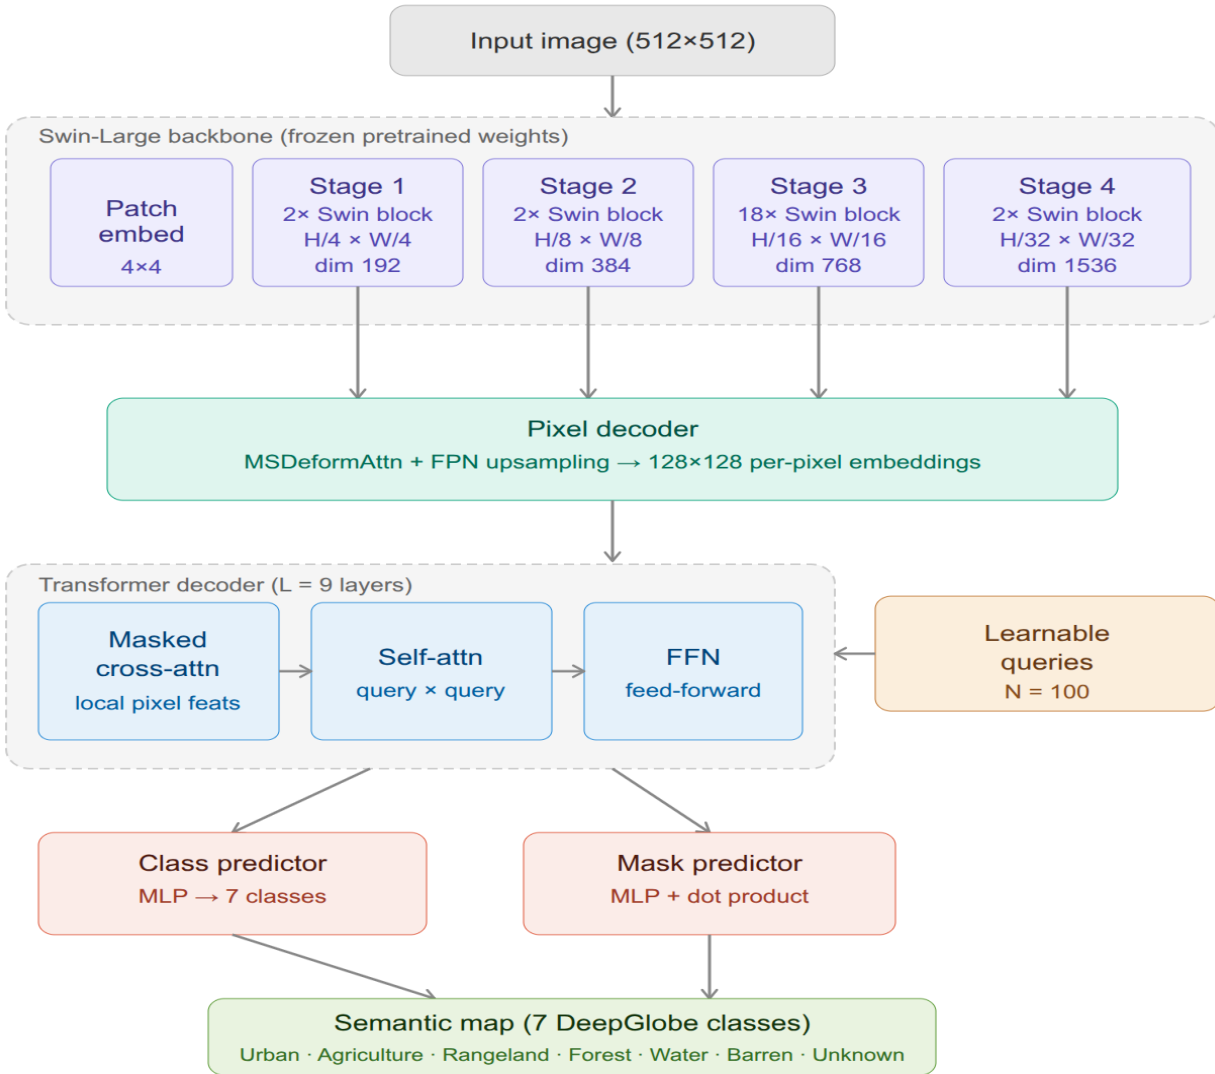 Input image (512×512)
Swin-Large backbone (frozen pretrained weights)
Patch
embed
4×4
Stage 1
2× Swin block
H/4 × W/4
dim 192
Stage 2
2× Swin block
H/8 × W/8
dim 384
Stage 3
18× Swin block
H/16 × W/16
dim 768
Stage 4
2× Swin block
H/32 × W/32
dim 1536
Pixel decoder
MSDeformAttn + FPN upsampling → 128×128 per-pixel embeddings
Transformer decoder (L = 9 layers)
Masked
cross-attn
local pixel feats
Self-attn
query × query
FFN
feed-forward
Learnable
queries
N = 100
Class predictor
MLP → 7 classes
Mask predictor
MLP + dot product
Semantic map (7 DeepGlobe classes)
Urban · Agriculture · Rangeland · Forest · Water · Barren · Unknown